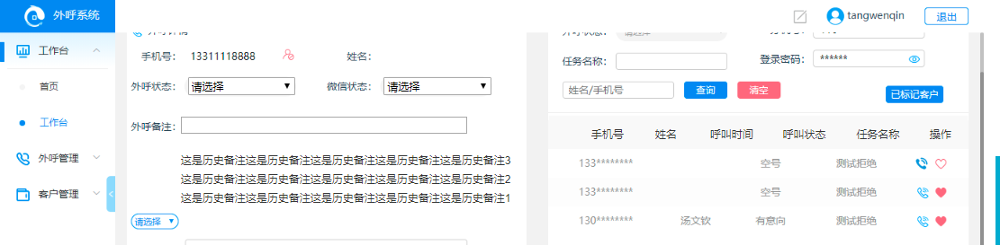 外呼系统
tangwenqin
退出
工作台
首页
工作台
外呼管理
客户管理
手机号： 13311118888 姓名：
外呼状态： 请选择 微信状态： 请选择
外呼备注：
这是历史备注这是历史备注这是历史备注这是历史备注这是历史备注3
这是历史备注这是历史备注这是历史备注这是历史备注这是历史备注2
这是历史备注这是历史备注这是历史备注这是历史备注这是历史备注1
请选择
外呼状态： 请选择
任务名称： 登录密码： ******
姓名/手机号 查询 清空 已标记客户
手机号 姓名 呼叫时间 呼叫状态 任务名称 操作
133******** 空号 测试拒绝
133******** 空号 测试拒绝
130******** 汤文钦 有意向 测试拒绝